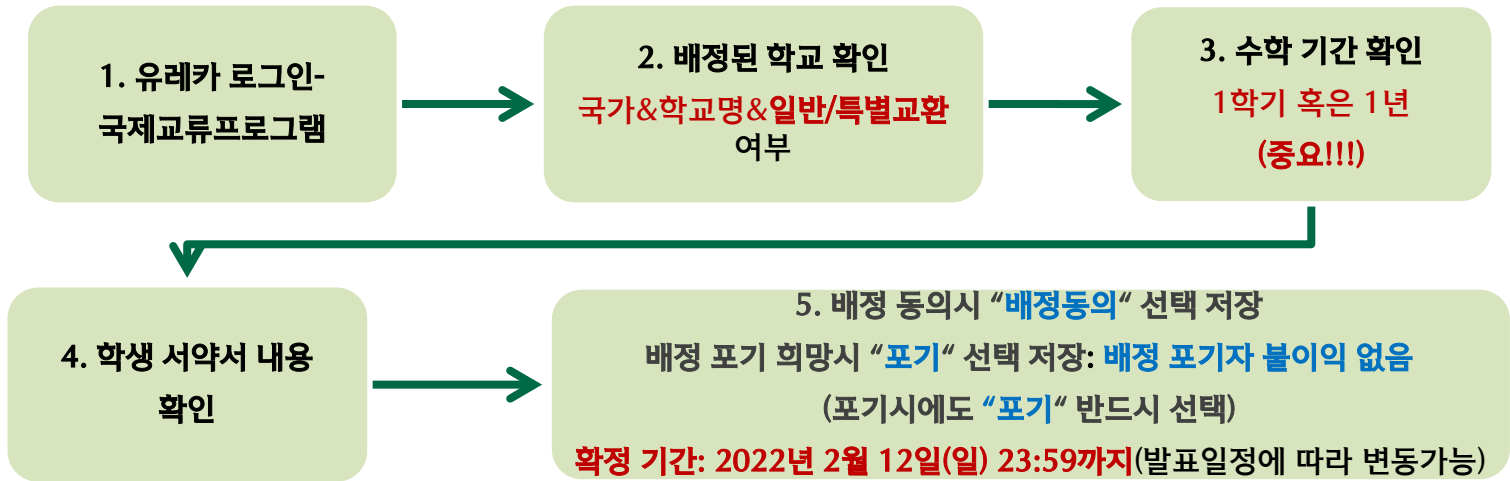 1. 유레카 로그인-
국제교류프로그램
2. 배정된 학교 확인
국가&학교명&일반/특별교환
여부
3. 수학 기간 확인
1학기 혹은 1년
(중요!!!)
4. 학생 서약서 내용
확인
5. 배정 동의시 “배정동의“ 선택 저장
배정 포기 희망시 “포기“ 선택 저장: 배정 포기자 불이익 없음
(포기시에도 “포기“ 반드시 선택)
확정 기간: 2022년 2월 12일(일) 23:59까지(발표일정에 따라 변동가능)